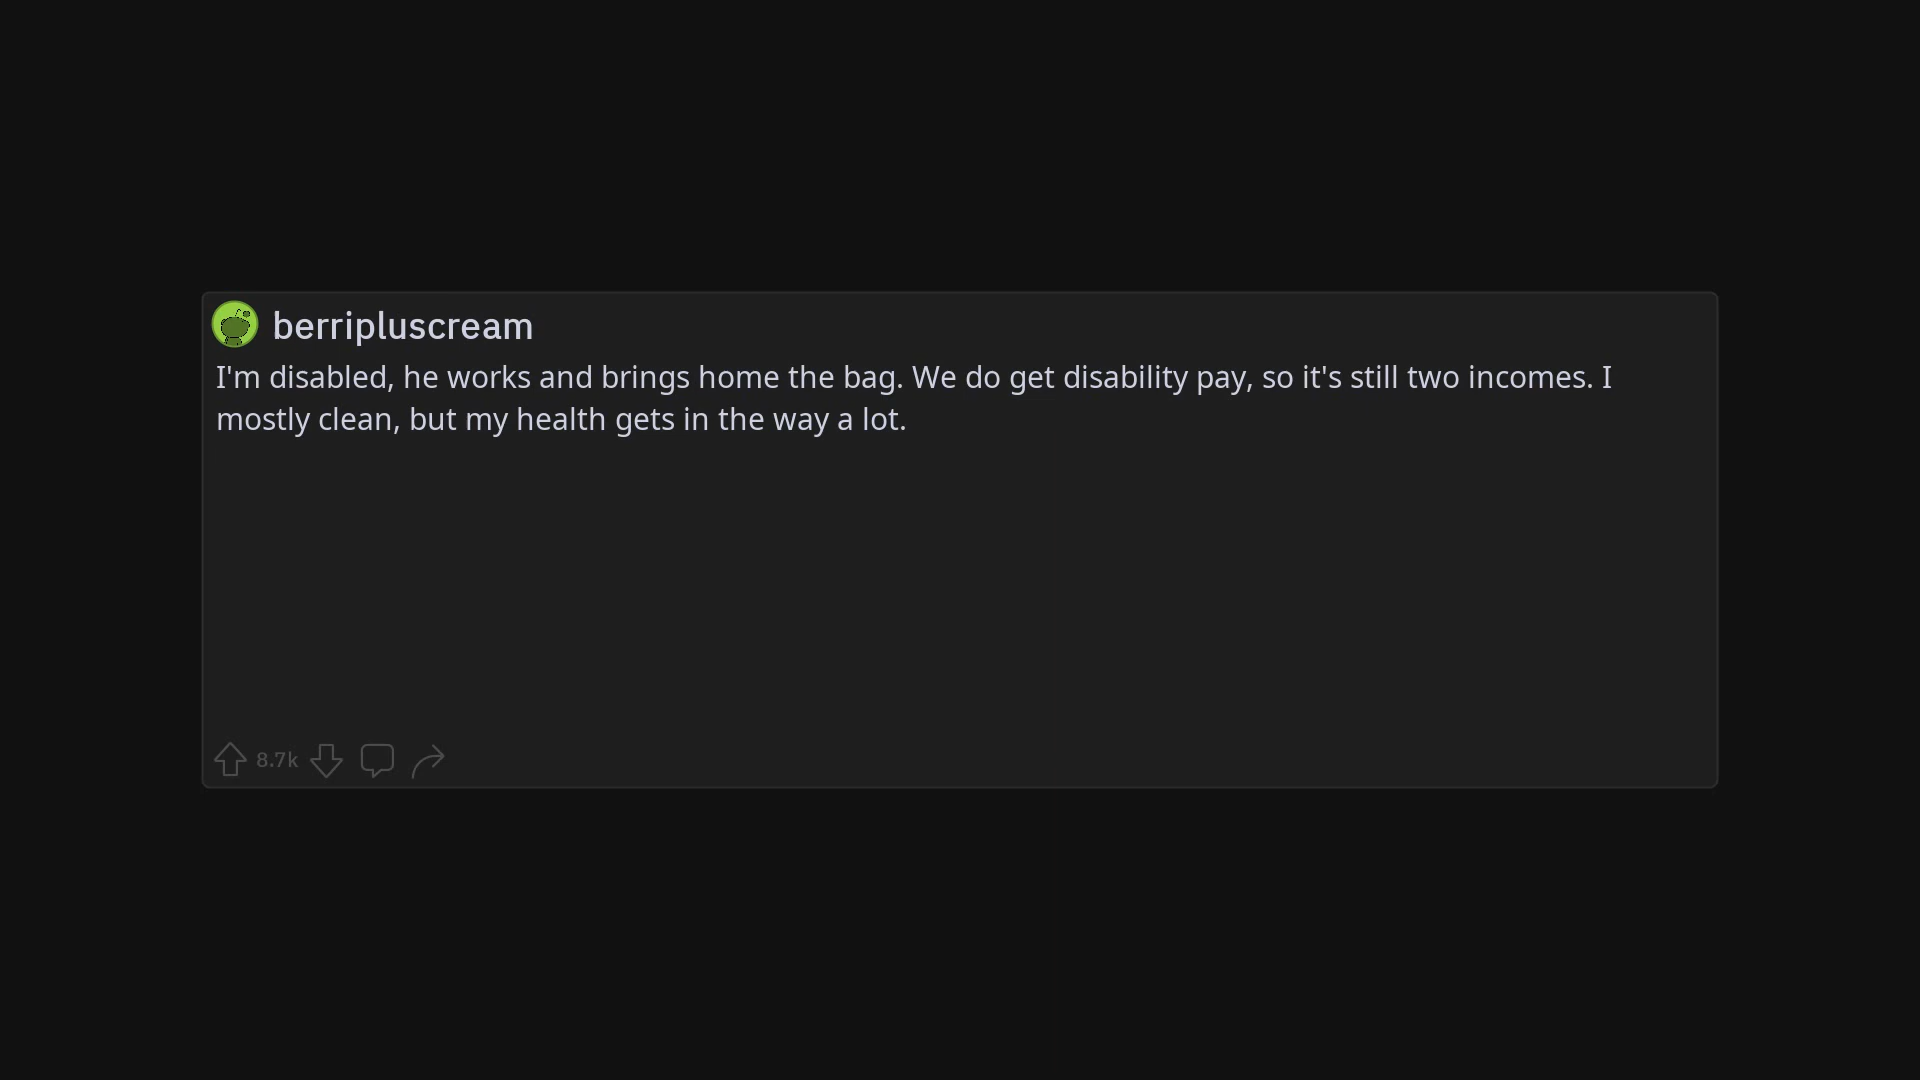 berripluscream
I'm disabled, he works and brings home the bag. We do get disability pay, so it's still two incomes. I
mostly clean, but my health gets in the way a lot.
8.7k